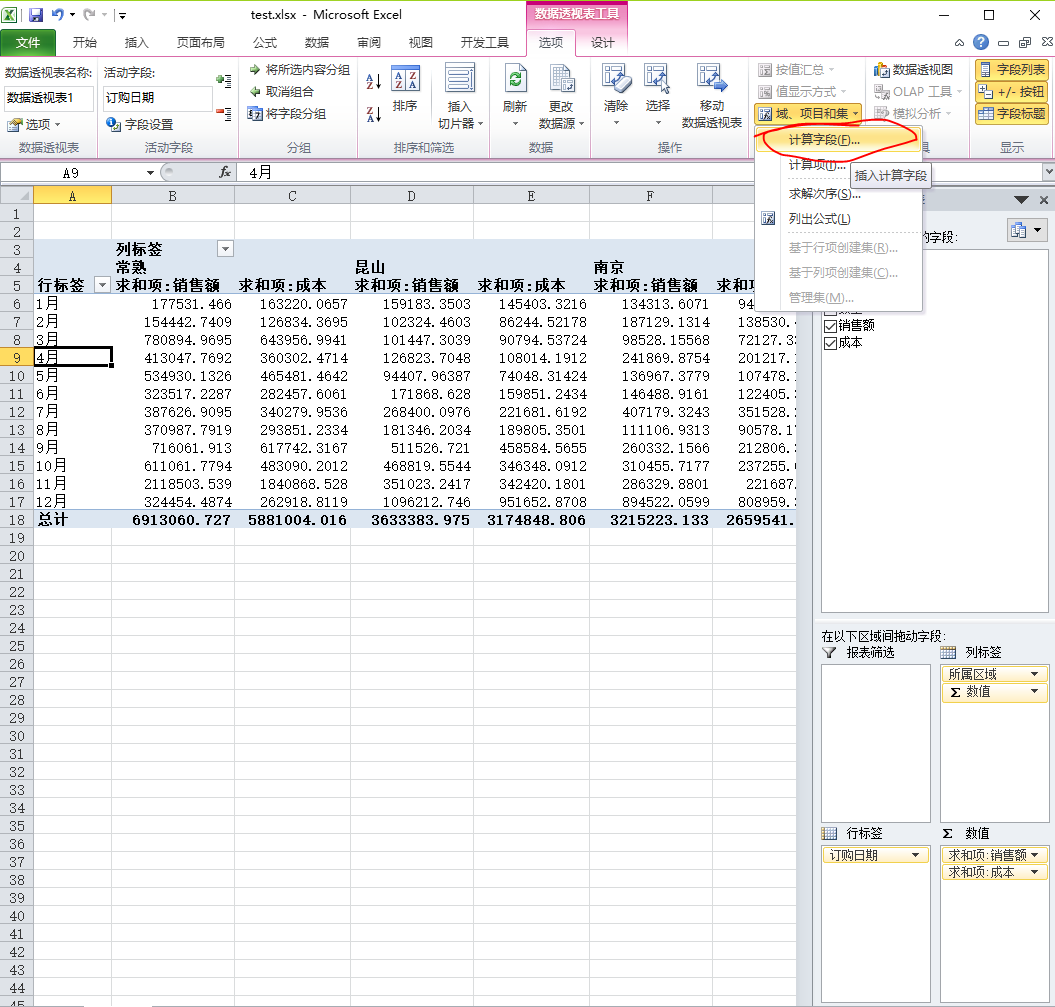 test.xlsx - Microsoft Excel
数据透视表工具
文件 开始 插入 页面布局 公式 数据 审阅 视图 开发工具 选项 设计
数据透视表名称: 活动字段:
数据透视表1 订购日期
选项 字段设置
数据透视表 活动字段
将所选内容分组
取消组合
将字段分组
分组
排序
插入
切片器
排序和筛选
刷新
更改
数据源
数据
清除 选择 移动
数据透视表
操作
按值汇总
值显示方式
域、项目和集
数据透视图
OLAP 工具
模拟分析
具
字段列表
+/- 按钮
字段标题
显示
计算字段(F)...
计算项(I)...
插入计算字段
求解次序(S)...
列出公式(L)
基于行项创建集(R)...
基于列项创建集(C)...
管理集(M)...
A9 fx 4月
A B C D E F
1
2
3 列标签
4 常熟 昆山 南京
5 行标签 求和项:销售额 求和项:成本 求和项:销售额 求和项:成本 求和项:销售额 求和项
6 1月 177531.466 163220.0657 159183.3503 145403.3216 134313.6071 94
7 2月 154442.7409 126834.3695 102324.4603 86244.52178 187129.1314 138530.
8 3月 780894.9695 643956.9941 101447.3039 90794.53724 98528.15568 72127.3
9 4月 413047.7692 360302.4714 126823.7048 108014.1912 241869.8754 201217.
10 5月 534930.1326 465481.4642 94407.96387 74048.31424 136967.3779 107478.
11 6月 323517.2287 282457.6061 171868.628 159851.2434 146488.9161 122405.
12 7月 387626.9095 340279.9536 268400.0976 221681.6192 407179.3243 351528.
13 8月 370987.7919 293851.2334 181346.2034 189805.3501 111106.9313 90578.1
14 9月 716061.913 617742.3167 511526.721 458584.5655 260332.1566 212806.
15 10月 611061.7794 483090.2012 468819.5544 346348.0912 310455.7177 237255.
16 11月 2118503.539 1840868.528 351023.2417 342420.1801 286329.8801 221687
17 12月 324454.4874 262918.8119 1096212.746 951652.8708 894522.0599 808959.
18 总计 6913060.727 5881004.016 3633383.975 3174848.806 3215223.133 2659541.
19
20
21
22
23
24
25
26
27
28
29
30
31
32
33
34
35
36
37
38
39
40
41
42
43
44
45
的字段:
销售额
成本
在以下区域间拖动字段:
报表筛选 列标签
所属区域
Σ 数值
行标签 Σ 数值
订购日期 求和项:销售额
求和项:成本